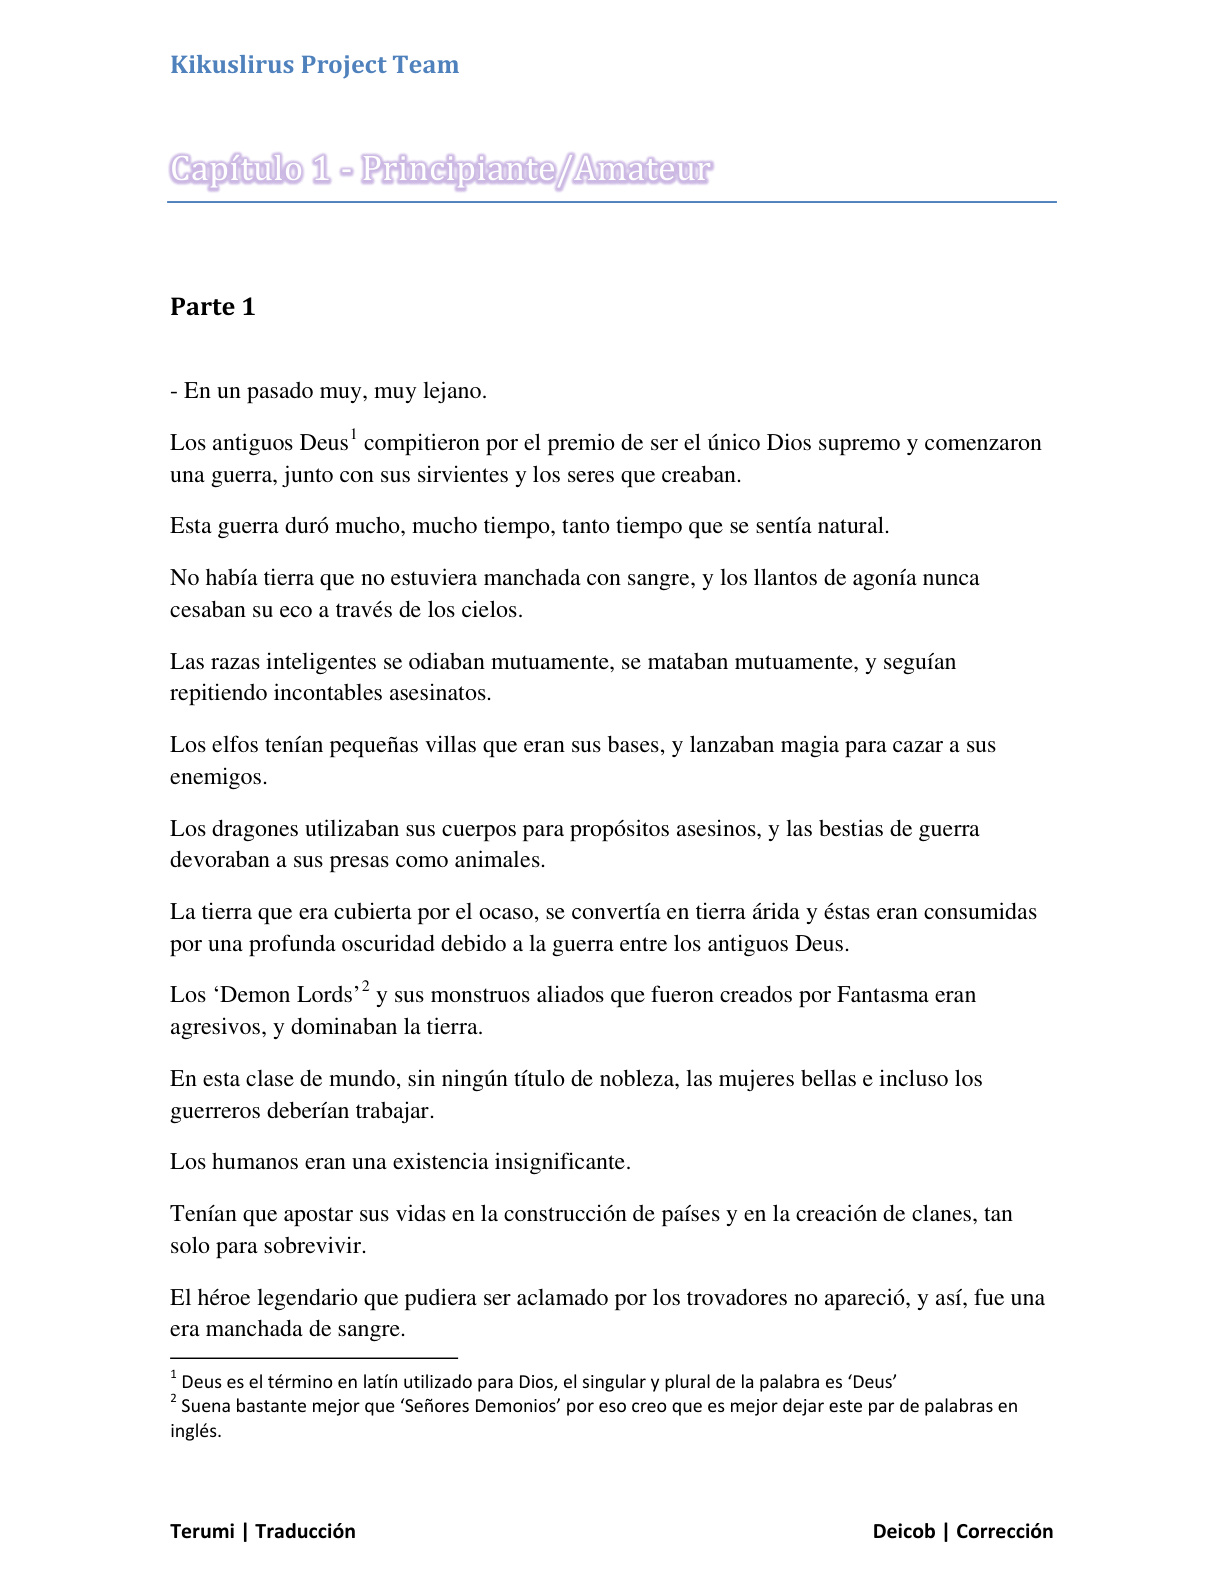 Kikuslirus Project Team
Capítulo 1 - Principiante/Amateur
Parte 1
- En un pasado muy, muy lejano.
Los antiguos Deus1 compitieron por el premio de ser el único Dios supremo y comenzaron
una guerra, junto con sus sirvientes y los seres que creaban.
Esta guerra duró mucho, mucho tiempo, tanto tiempo que se sentía natural.
No había tierra que no estuviera manchada con sangre, y los llantos de agonía nunca
cesaban su eco a través de los cielos.
Las razas inteligentes se odiaban mutuamente, se mataban mutuamente, y seguían
repitiendo incontables asesinatos.
Los elfos tenían pequeñas villas que eran sus bases, y lanzaban magia para cazar a sus
enemigos.
Los dragones utilizaban sus cuerpos para propósitos asesinos, y las bestias de guerra
devoraban a sus presas como animales.
La tierra que era cubierta por el ocaso, se convertía en tierra árida y éstas eran consumidas
por una profunda oscuridad debido a la guerra entre los antiguos Deus.
Los ‘Demon Lords’2 y sus monstruos aliados que fueron creados por Fantasma eran
agresivos, y dominaban la tierra.
En esta clase de mundo, sin ningún título de nobleza, las mujeres bellas e incluso los
guerreros deberían trabajar.
Los humanos eran una existencia insignificante.
Tenían que apostar sus vidas en la construcción de países y en la creación de clanes, tan
solo para sobrevivir.
El héroe legendario que pudiera ser aclamado por los trovadores no apareció, y así, fue una
era manchada de sangre.
1 Deus es el término en latín utilizado para Dios, el singular y plural de la palabra es ‘Deus’
2 Suena bastante mejor que ‘Señores Demonios’ por eso creo que es mejor dejar este par de palabras en
inglés.
Terumi | Traducción Deicob | Corrección